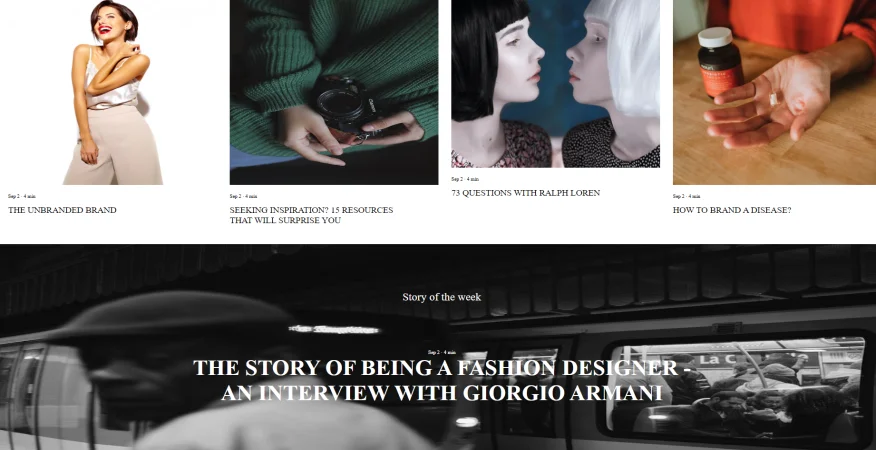 Sep 2 · 4 min
THE UNBRANDED BRAND
Sep 2 · 4 min
SEEKING INSPIRATION? 15 RESOURCES
THAT WILL SURPRISE YOU
Sep 2 · 4 min
73 QUESTIONS WITH RALPH LOREN
Sep 2 · 4 min
HOW TO BRAND A DISEASE?
Story of the week
Sep 2 · 4 min
THE STORY OF BEING A FASHION DESIGNER -
AN INTERVIEW WITH GIORGIO ARMANI
La C